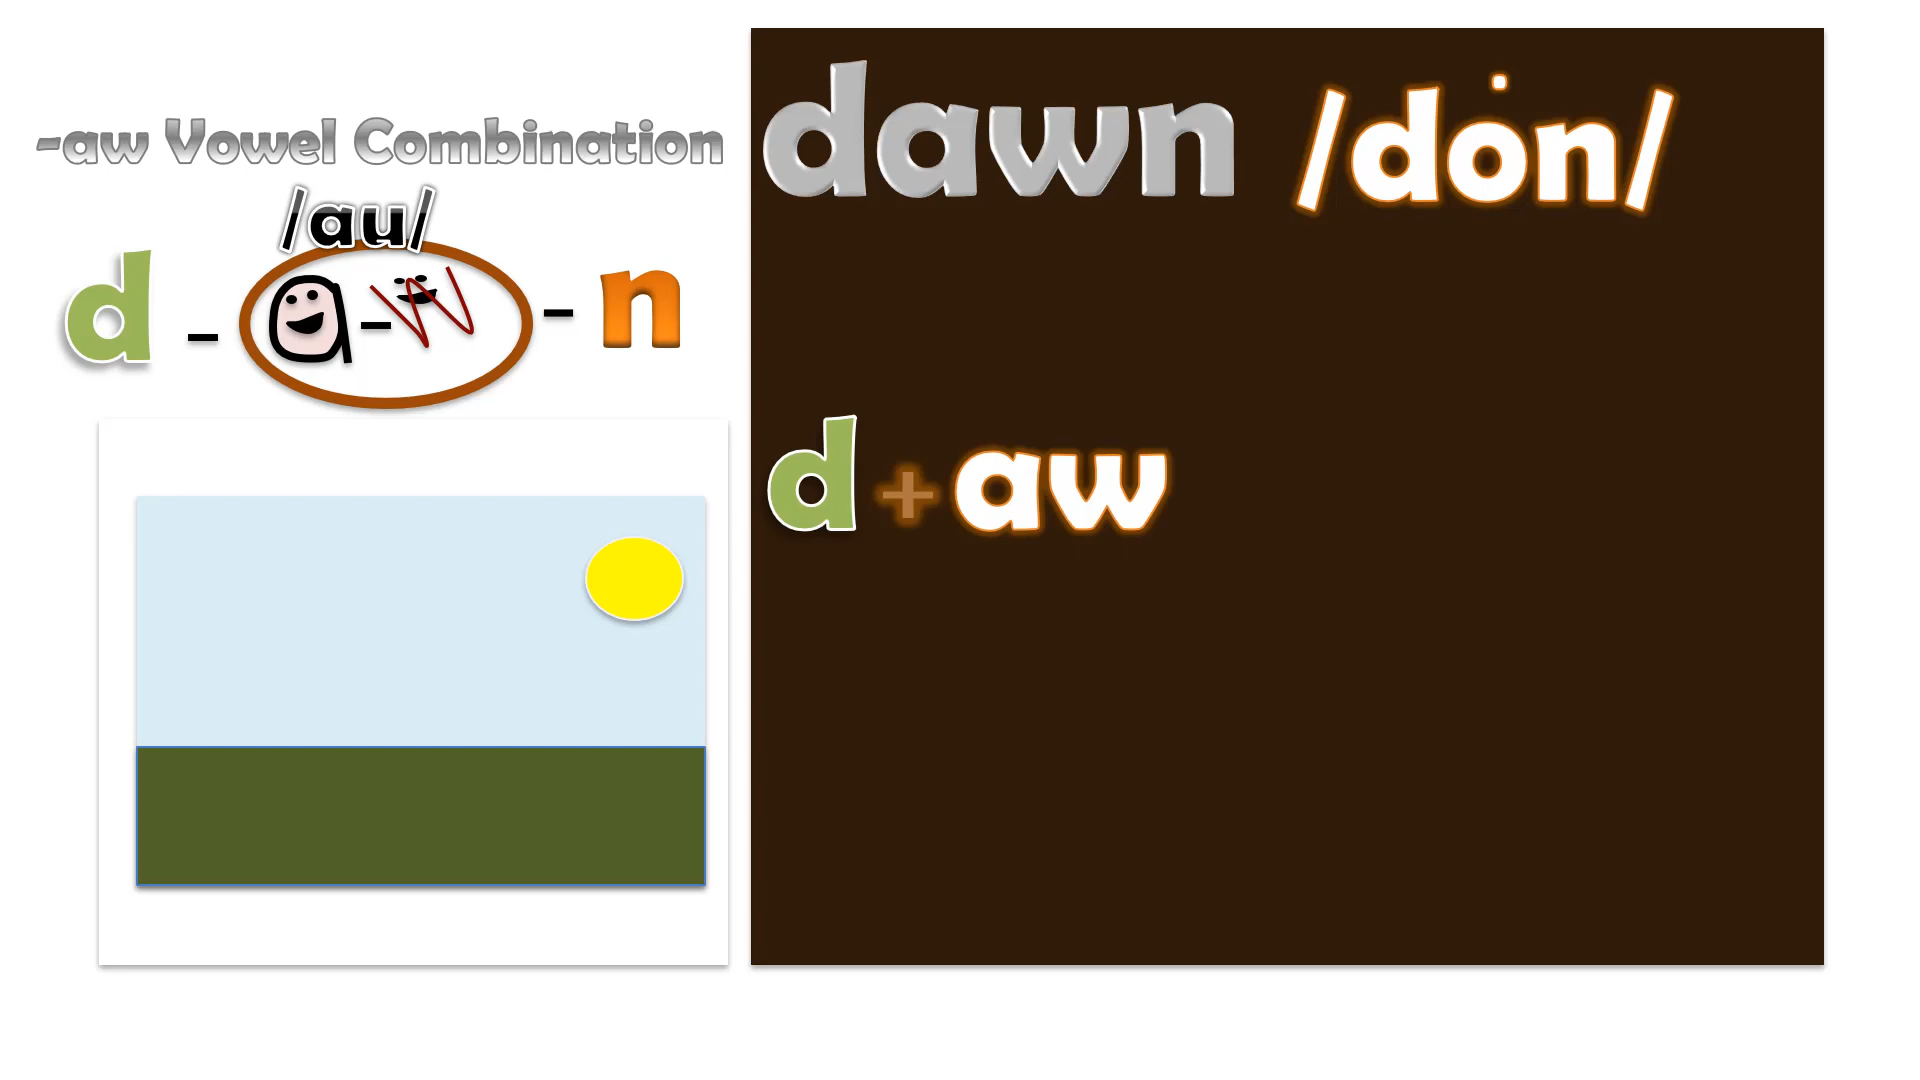 -aw Vowel Combination
/au/
d - a - w - n
dawn /dȯn/
d + aw